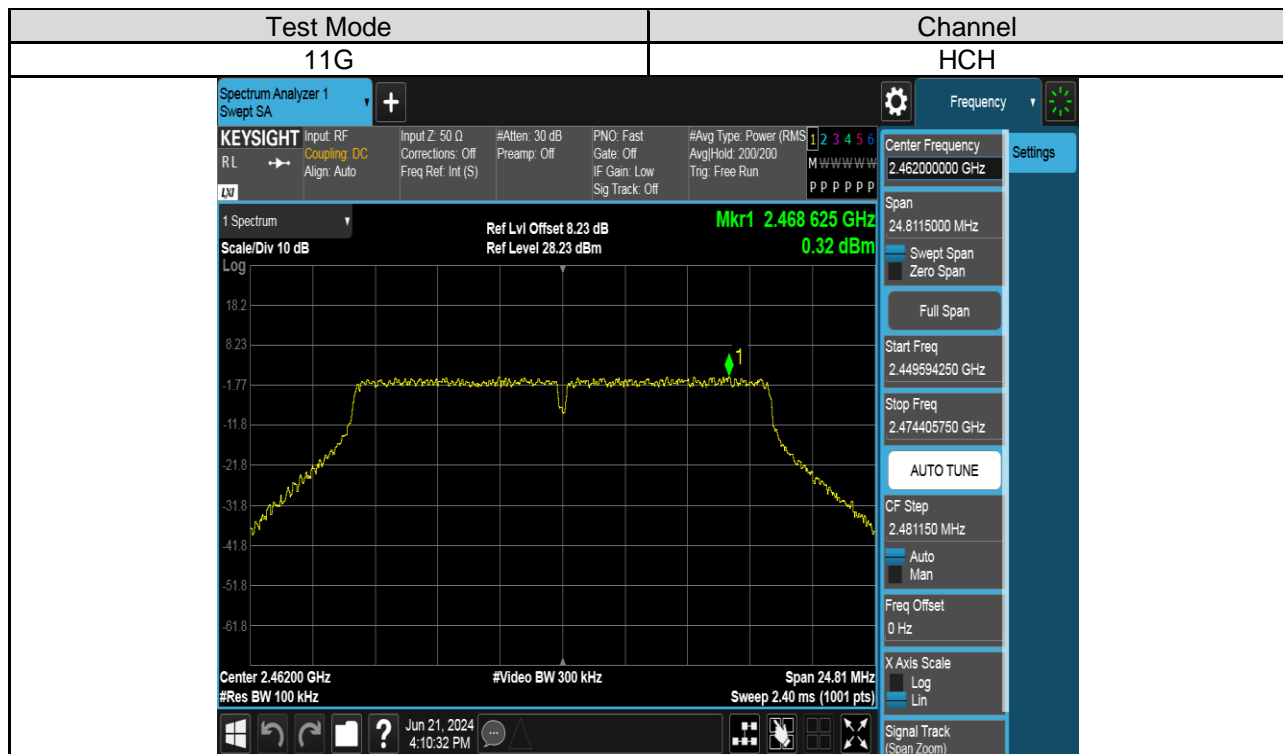 Test Mode Channel
11G HCH
Spectrum Analyzer 1
Swept SA
+
Frequency
KEYSIGHT
R L
LXI
Input: RF
Coupling: DC
Align: Auto
Input Z: 50 Ω
Corrections: Off
Freq Ref: Int (S)
#Atten: 30 dB
Preamp: Off
PNO: Fast
Gate: Off
IF Gain: Low
Sig Track: Off
#Avg Type: Power (RMS
Avg|Hold: 200/200
Trig: Free Run
1 2 3 4 5 6
M W W W W W
P P P P P P
1 Spectrum
Scale/Div 10 dB
Ref Lvl Offset 8.23 dB
Ref Level 28.23 dBm
Mkr1 2.468 625 GHz
0.32 dBm
Log
18.2
8.23
-1.77
-11.8
-21.8
-31.8
-41.8
-51.8
-61.8
1
Center 2.46200 GHz
#Res BW 100 kHz
#Video BW 300 kHz
Span 24.81 MHz
Sweep 2.40 ms (1001 pts)
Center Frequency
2.462000000 GHz
Settings
Span
24.8115000 MHz
Swept Span
Zero Span
Full Span
Start Freq
2.449594250 GHz
Stop Freq
2.474405750 GHz
AUTO TUNE
CF Step
2.481150 MHz
Auto
Man
Freq Offset
0 Hz
X Axis Scale
Log
Lin
Signal Track
(Span Zoom)
?
Jun 21, 2024
4:10:32 PM